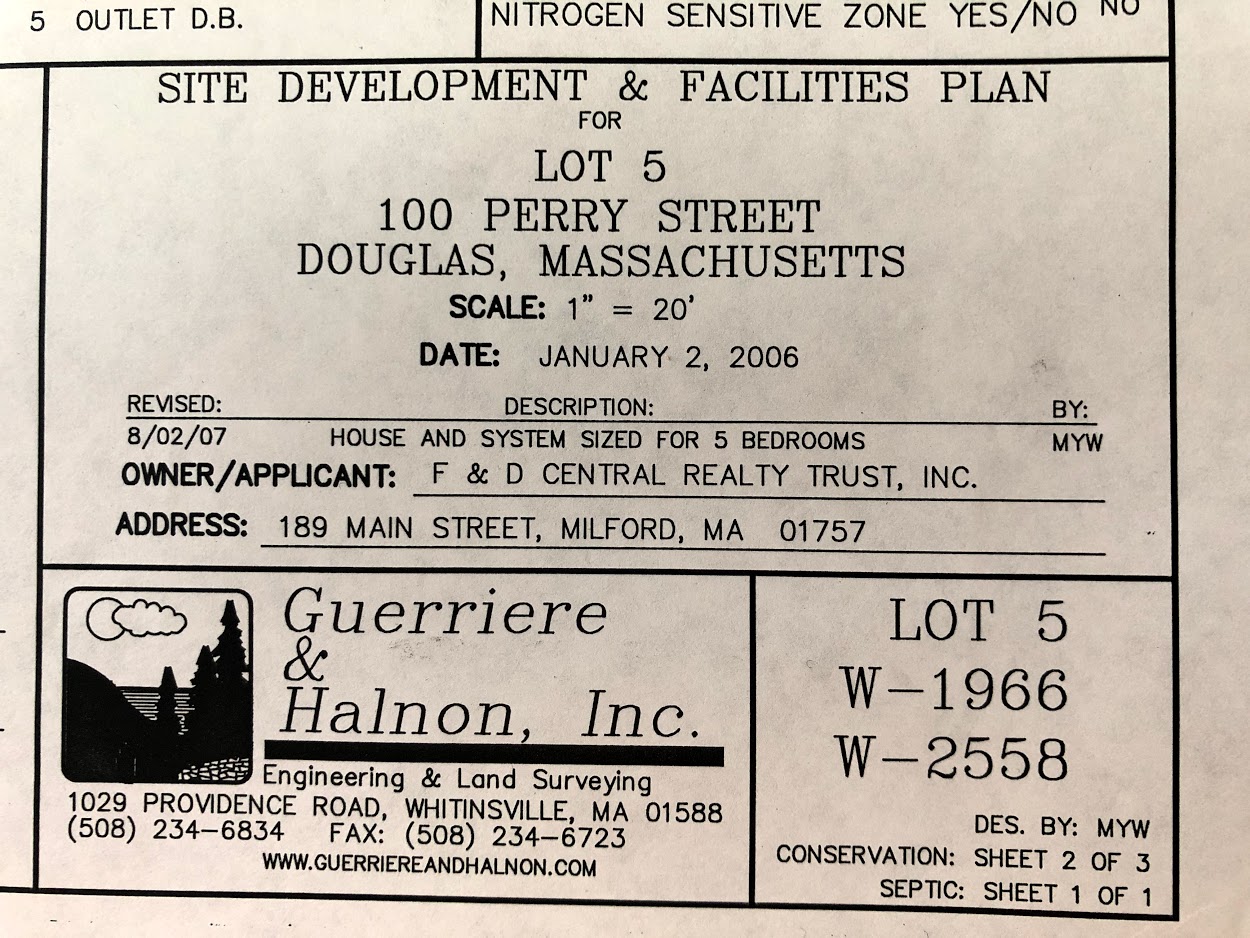 5 OUTLET D.B.
NITROGEN SENSITIVE ZONE YES/NO NO
SITE DEVELOPMENT & FACILITIES PLAN
FOR
LOT 5
100 PERRY STREET
DOUGLAS, MASSACHUSETTS
SCALE: 1" = 20'
DATE: JANUARY 2, 2006
REVISED: DESCRIPTION: BY:
8/02/07 HOUSE AND SYSTEM SIZED FOR 5 BEDROOMS MYW
OWNER/APPLICANT: F & D CENTRAL REALTY TRUST, INC.
ADDRESS: 189 MAIN STREET, MILFORD, MA 01757
Guerriere
&
Halnon, Inc.
Engineering & Land Surveying
1029 PROVIDENCE ROAD, WHITINSVILLE, MA 01588
(508) 234-6834 FAX: (508) 234-6723
WWW.GUERRIEREANDHALNON.COM
LOT 5
W-1966
W-2558
DES. BY: MYW
CONSERVATION: SHEET 2 OF 3
SEPTIC: SHEET 1 OF 1